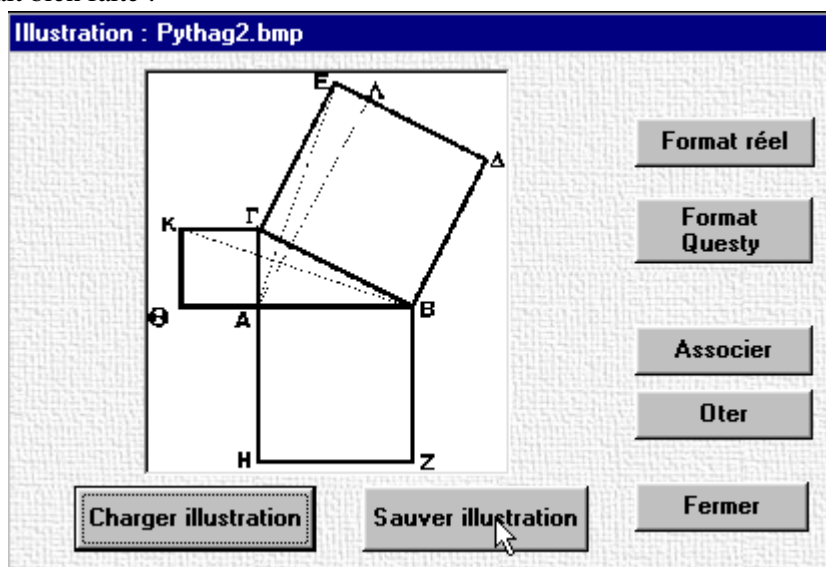 Illustration : Pythag2.bmp
E Λ
Δ
K Γ
Θ A B
H Z
Format réel
Format
Questy
Associer
Oter
Charger illustration
Sauver illustration
Fermer